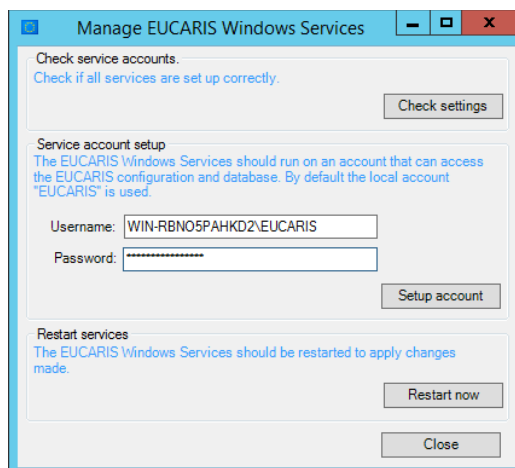 Manage EUCARIS Windows Services
Check service accounts.
Check if all services are set up correctly.
Check settings
Service account setup
The EUCARIS Windows Services should run on an account that can access
the EUCARIS configuration and database. By default the local account
"EUCARIS" is used.
Username: WIN-RBNO5PAHKD2\EUCARIS
Password: ****************
Setup account
Restart services
The EUCARIS Windows Services should be restarted to apply changes
made.
Restart now
Close